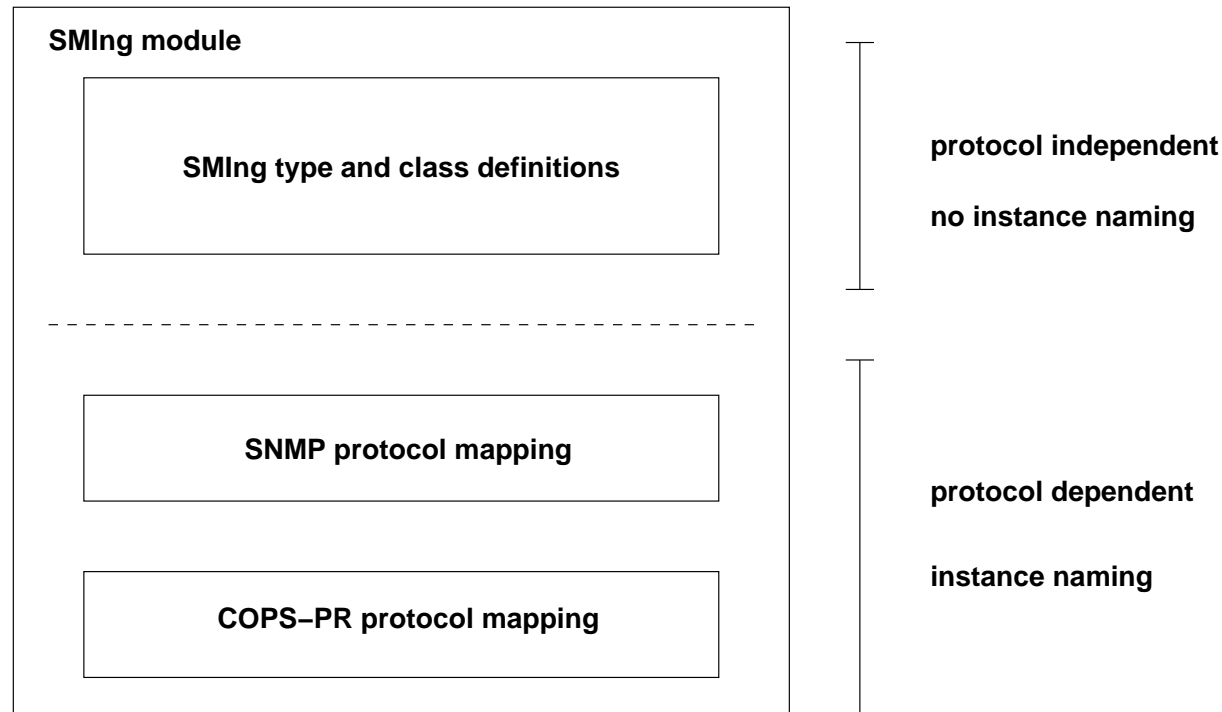 SMIng module
SMIng type and class definitions
protocol independent
no instance naming
SNMP protocol mapping
protocol dependent
instance naming
COPS−PR protocol mapping